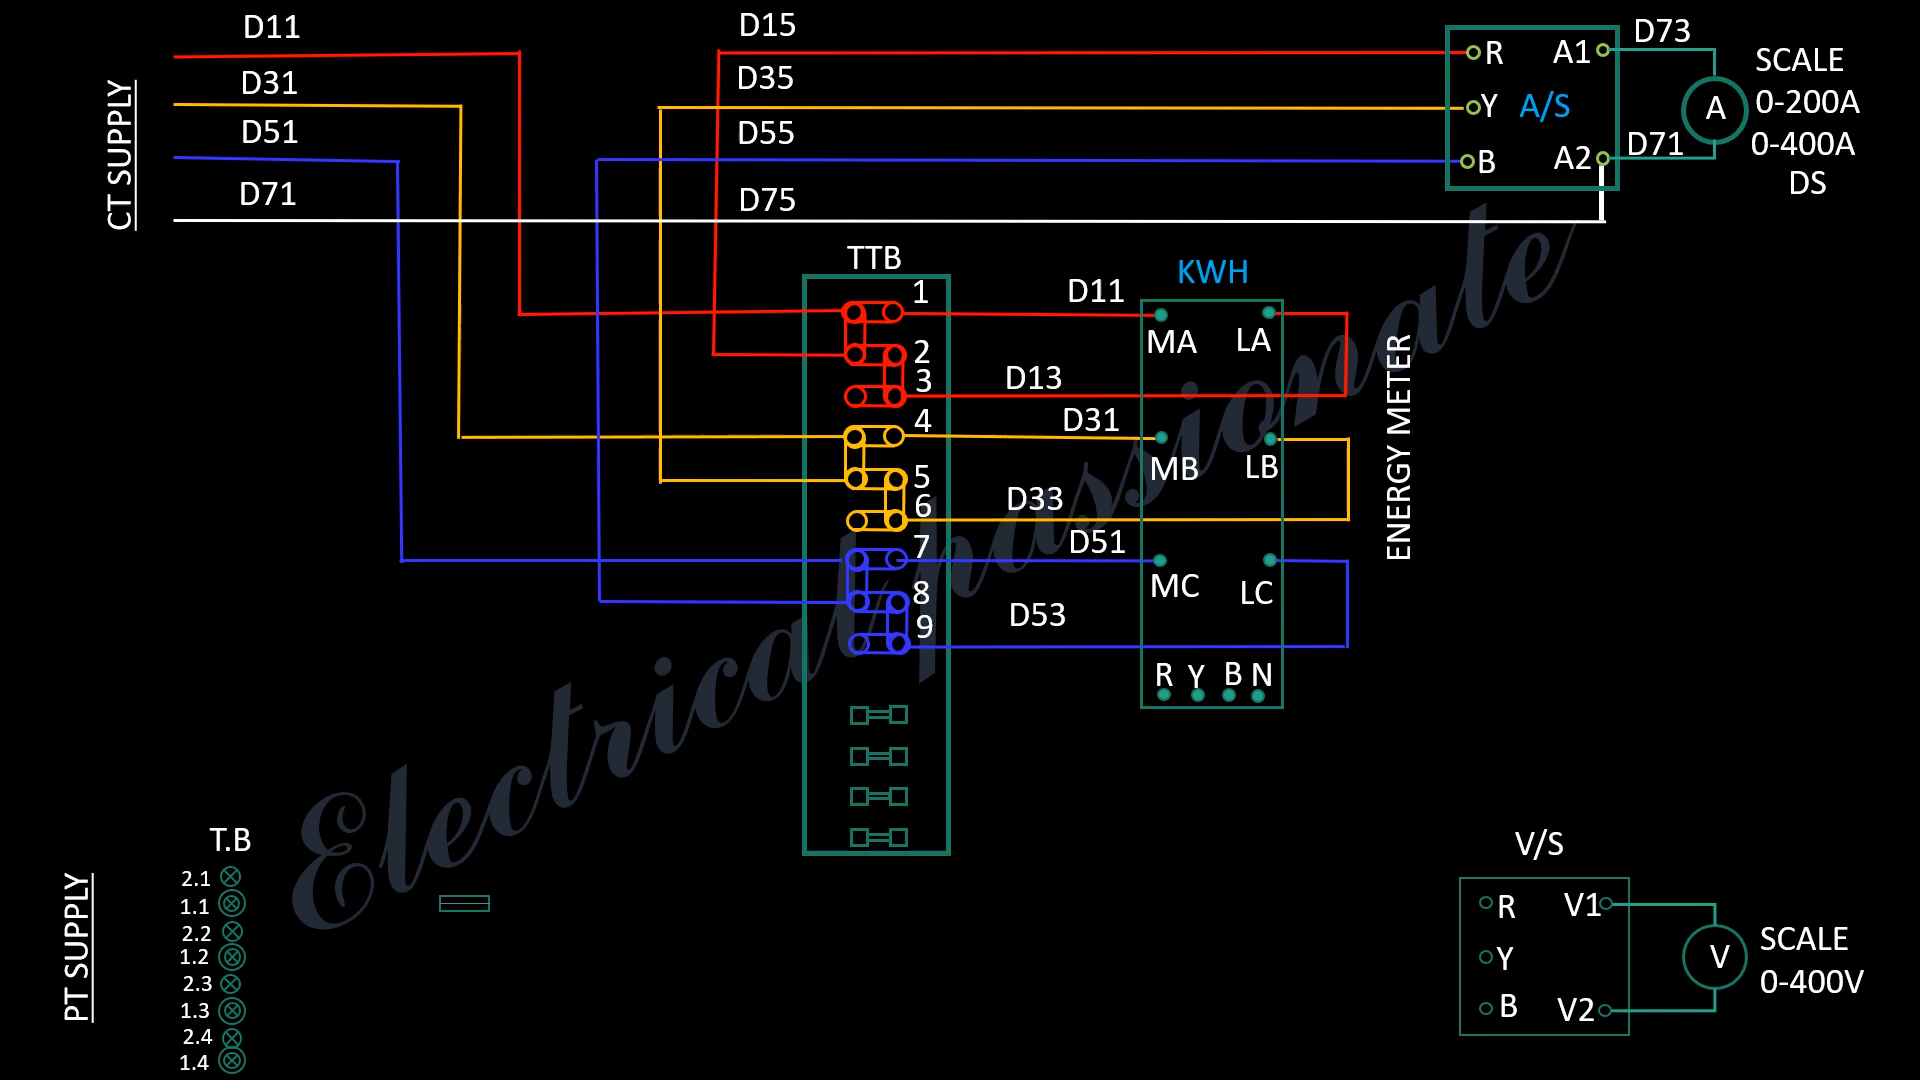 D11
D31
D51
D71
CT SUPPLY
D15
D35
D55
D75
R A1
Y A/S
B A2
D73
D71
A
SCALE
0-200A
0-400A
DS
TTB
1
2
3
4
5
6
7
8
9
D11
D13
D31
D33
D51
D53
KWH
MA LA
MB LB
MC LC
R Y B N
ENERGY METER
Electrical passionate
T.B
2.1
1.1
2.2
1.2
2.3
1.3
2.4
1.4
PT SUPPLY
V/S
R V1
Y
B V2
V
SCALE
0-400V